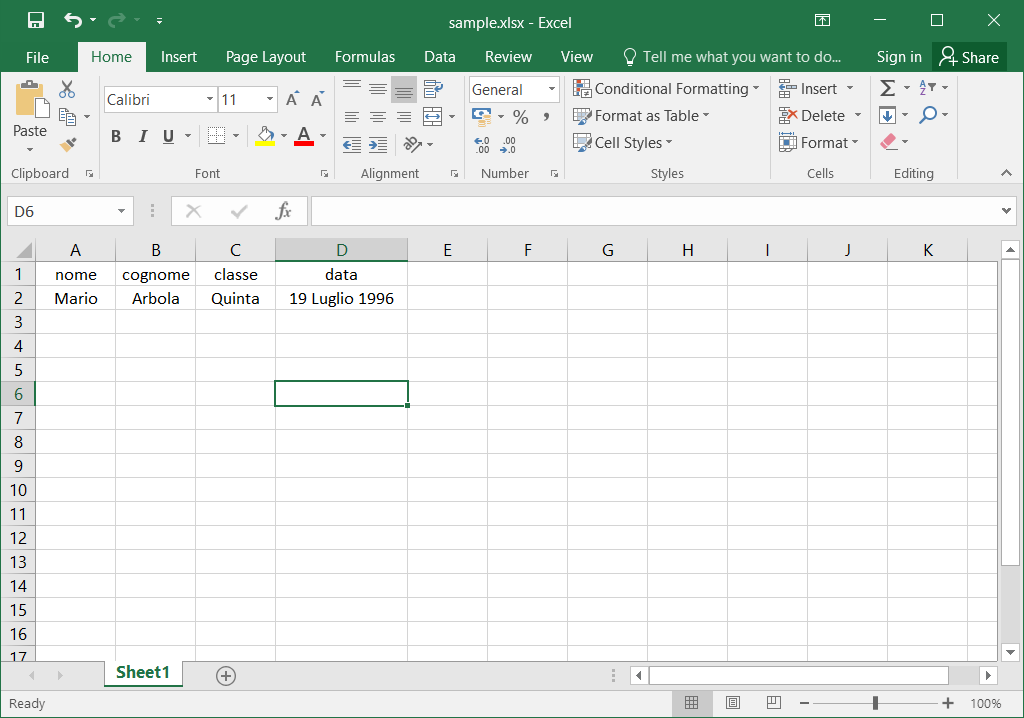 sample.xlsx - Excel
File Home Insert Page Layout Formulas Data Review View Tell me what you want to do... Sign in Share
Paste
Clipboard
Calibri 11
B I U A
Font
Alignment
General
% ,
Number
Conditional Formatting
Format as Table
Cell Styles
Styles
Insert
Delete
Format
Cells
Editing
D6 fx
A B C D E F G H I J K
1 nome cognome classe data
2 Mario Arbola Quinta 19 Luglio 1996
3
4
5
6
7
8
9
10
11
12
13
14
15
16
17
Sheet1
Ready 100%